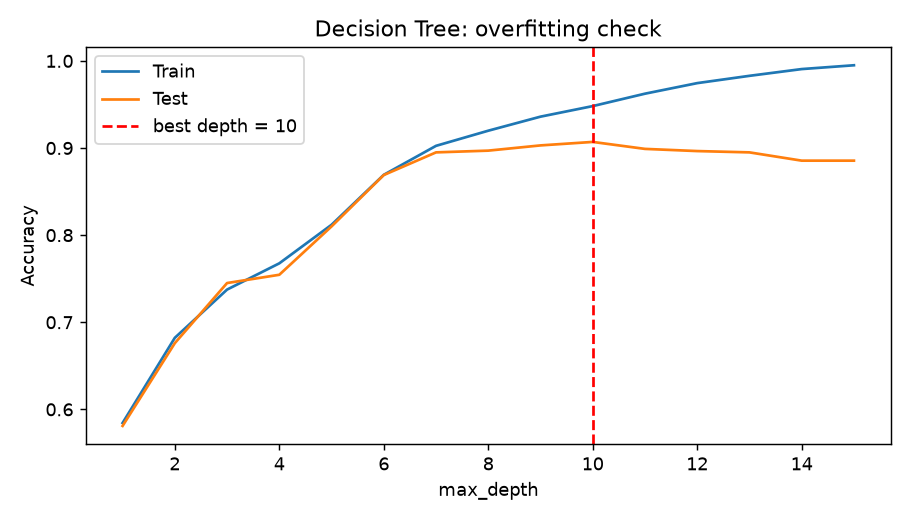 Decision Tree: overfitting check
Train
Test
best depth = 10
1.0
0.9
0.8
0.7
0.6
Accuracy
2 4 6 8 10 12 14
max_depth